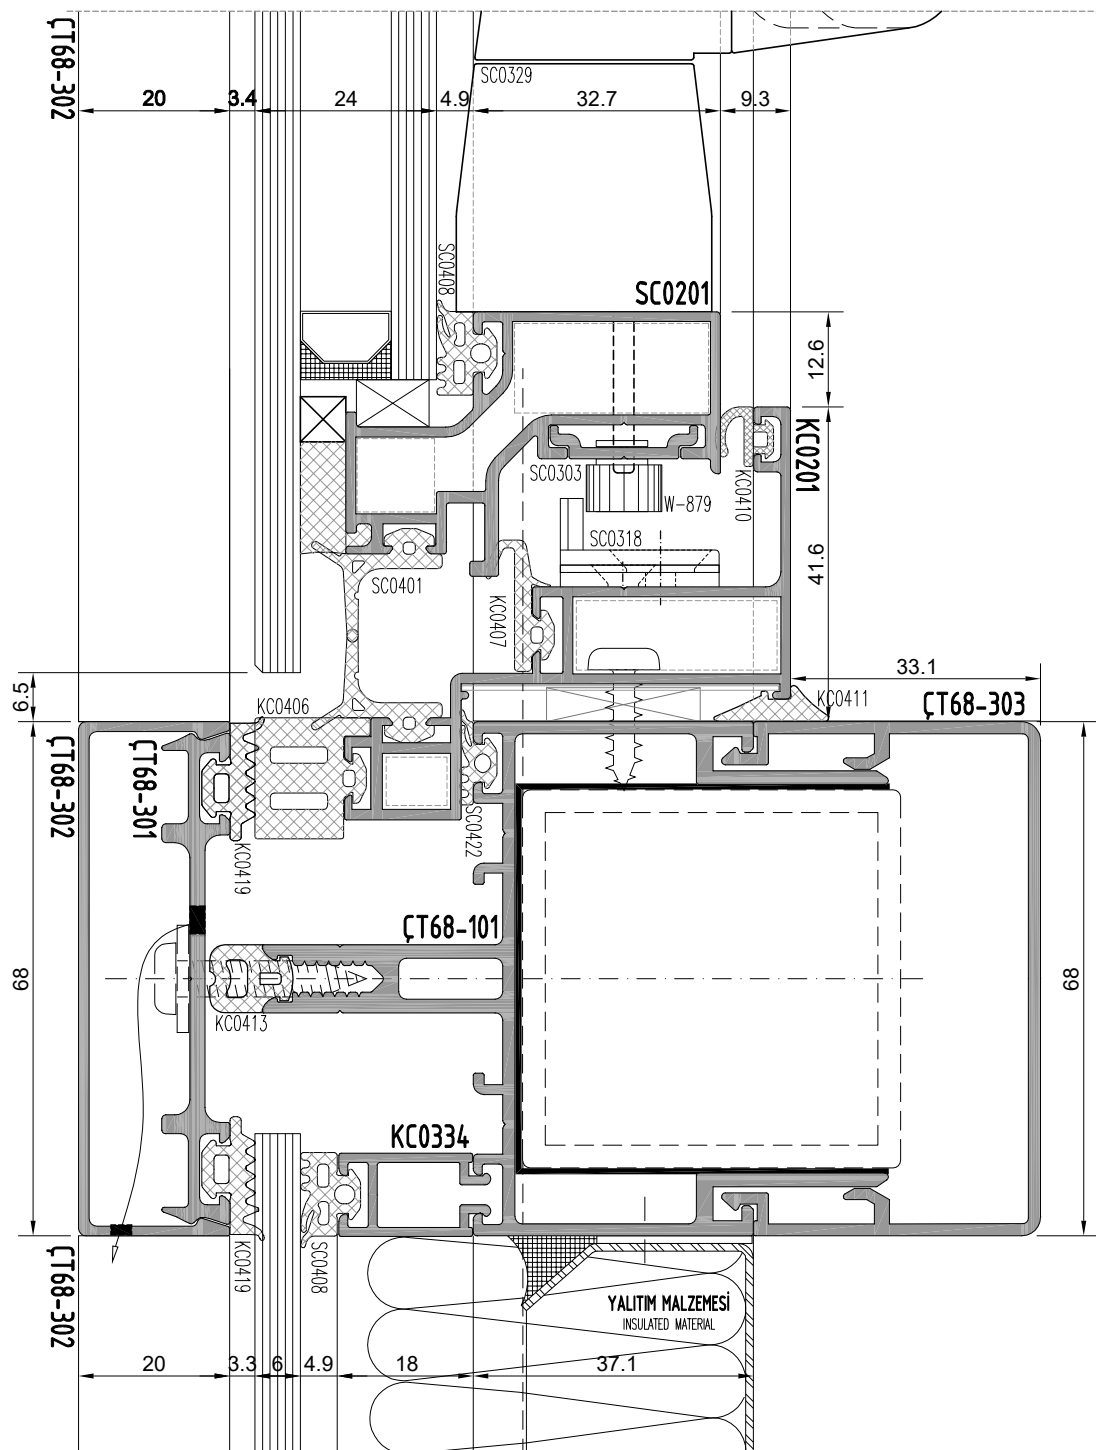 ÇT68-302
SC0329
20
3.4
24
4.9
32.7
9.3
SC0408
SC0201
12.6
KC0201
KC0410
SC0303
W-879
SC0318
41.6
SC0401
KC0407
33.1
6.5
KC0406
KC0411
ÇT68-303
ÇT68-302
ÇT68-301
KC0419
SC0422
ÇT68-101
68
68
KC0413
KC0334
KC0419
SC0408
ÇT68-302
YALITIM MALZEMESİ
INSULATED MATERIAL
20
3.3
6
4.9
18
37.1